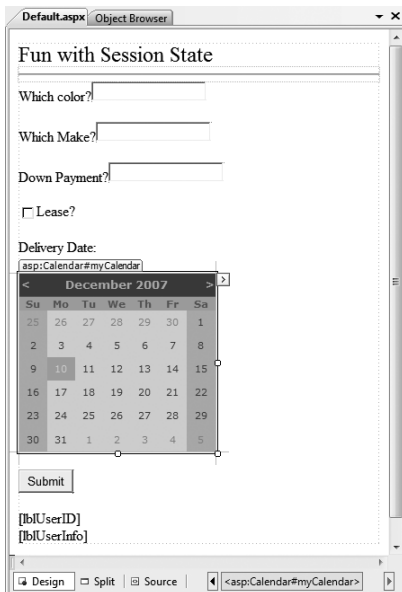 Default.aspx Object Browser
Fun with Session State
Which color?
Which Make?
Down Payment?
Lease?
Delivery Date:
asp:Calendar#myCalendar
< December 2007 >
Su Mo Tu We Th Fr Sa
25 26 27 28 29 30 1
2 3 4 5 6 7 8
9 10 11 12 13 14 15
16 17 18 19 20 21 22
23 24 25 26 27 28 29
30 31 1 2 3 4 5
Submit
[lblUserID]
[lblUserInfo]
Design Split Source <asp:Calendar#myCalendar>